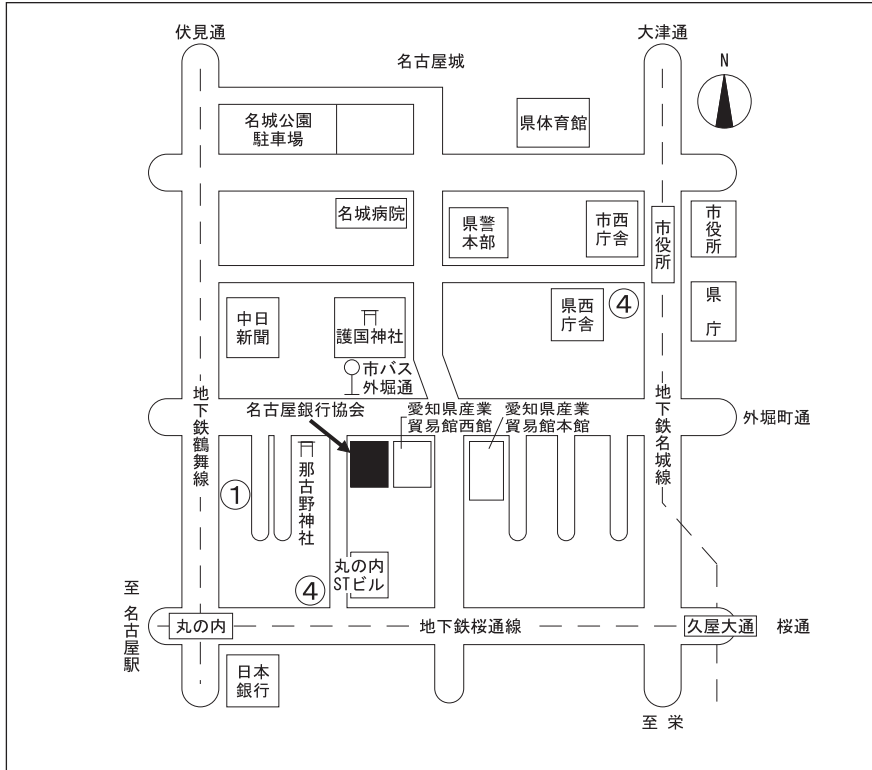 伏見通
大津通
名古屋城
N
名城公園
駐車場
県体育館
名城病院
県警
本部
市西
庁舎
市役所
市役所
中日
新聞
護国神社
県西
庁舎
④
県庁
市バス
外堀通
地下鉄鶴舞線
名古屋銀行協会
愛知県産業
貿易館西館
愛知県産業
貿易館本館
地下鉄名城線
外堀町通
①
那古野神社
④
丸の内
STビル
至 名古屋駅
丸の内
地下鉄桜通線
久屋大通
桜通
日本
銀行
至 栄